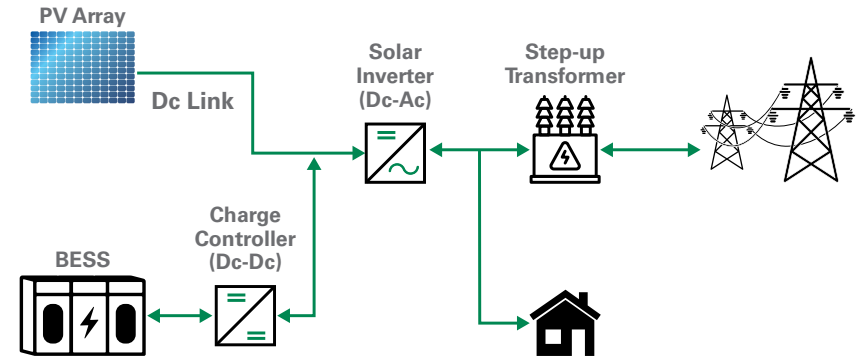 PV Array
Dc Link
Solar
Inverter
(Dc-Ac)
Step-up
Transformer
Charge
Controller
(Dc-Dc)
BESS